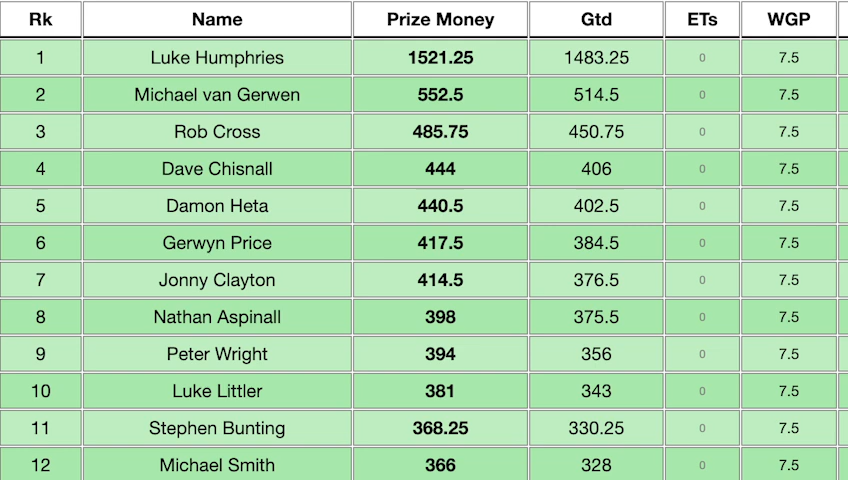 Rk Name Prize Money Gtd ETs WGP
1 Luke Humphries 1521.25 1483.25 0 7.5
2 Michael van Gerwen 552.5 514.5 0 7.5
3 Rob Cross 485.75 450.75 0 7.5
4 Dave Chisnall 444 406 0 7.5
5 Damon Heta 440.5 402.5 0 7.5
6 Gerwyn Price 417.5 384.5 0 7.5
7 Jonny Clayton 414.5 376.5 0 7.5
8 Nathan Aspinall 398 375.5 0 7.5
9 Peter Wright 394 356 0 7.5
10 Luke Littler 381 343 0 7.5
11 Stephen Bunting 368.25 330.25 0 7.5
12 Michael Smith 366 328 0 7.5